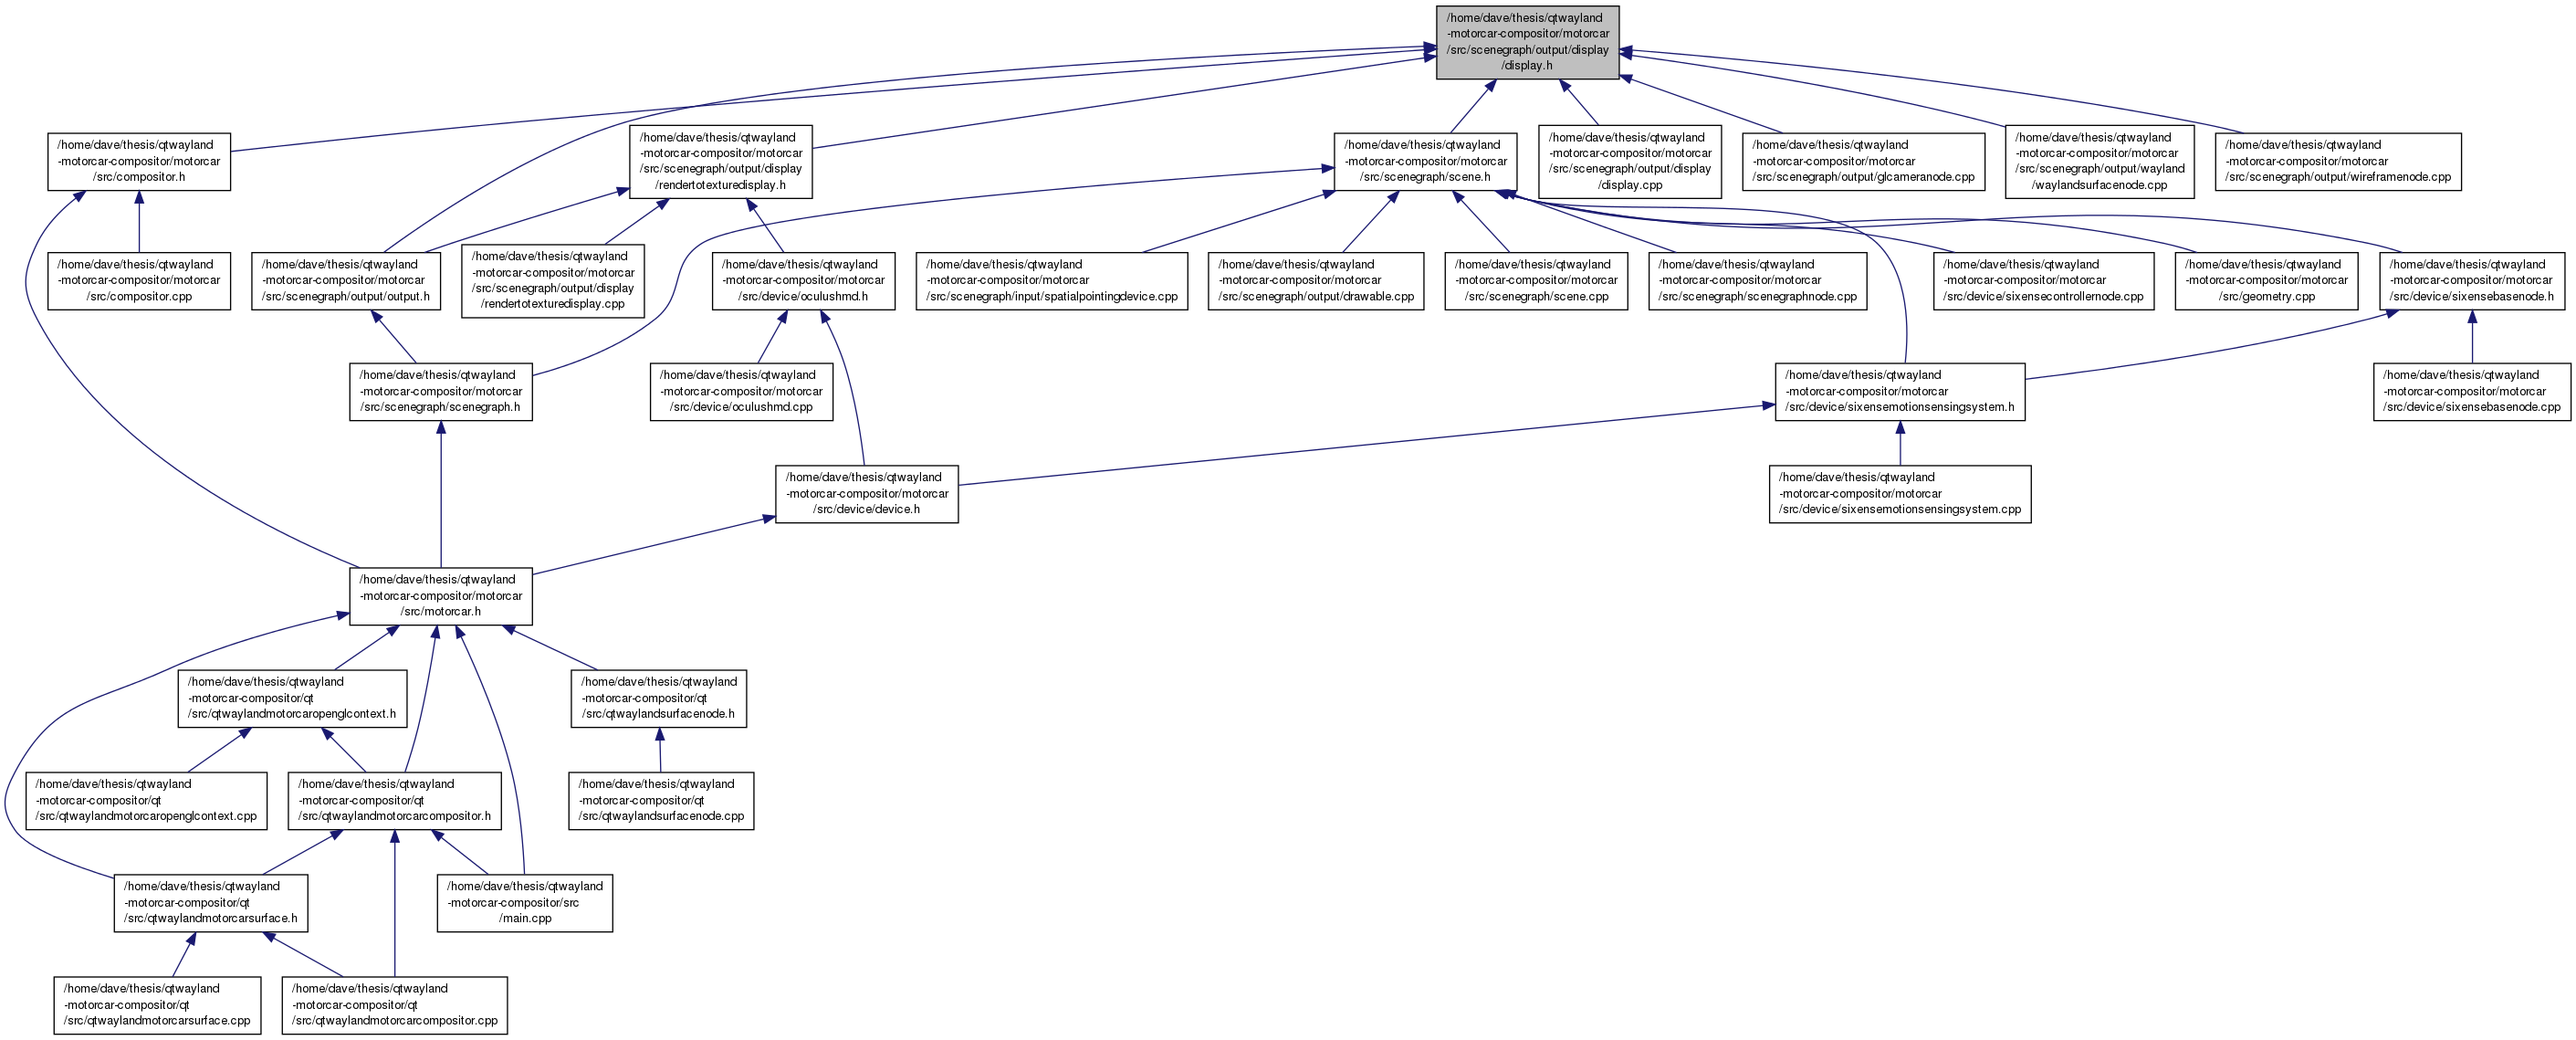 /home/dave/thesis/qtwayland
-motorcar-compositor/motorcar
/src/scenegraph/output/display
/display.h
/home/dave/thesis/qtwayland
-motorcar-compositor/motorcar
/src/compositor.h
/home/dave/thesis/qtwayland
-motorcar-compositor/motorcar
/src/scenegraph/output/display
/rendertotexturedisplay.h
/home/dave/thesis/qtwayland
-motorcar-compositor/motorcar
/src/scenegraph/scene.h
/home/dave/thesis/qtwayland
-motorcar-compositor/motorcar
/src/scenegraph/output/display
/display.cpp
/home/dave/thesis/qtwayland
-motorcar-compositor/motorcar
/src/scenegraph/output/glcameranode.cpp
/home/dave/thesis/qtwayland
-motorcar-compositor/motorcar
/src/scenegraph/output/wayland
/waylandsurfacenode.cpp
/home/dave/thesis/qtwayland
-motorcar-compositor/motorcar
/src/scenegraph/output/wireframenode.cpp
/home/dave/thesis/qtwayland
-motorcar-compositor/motorcar
/src/compositor.cpp
/home/dave/thesis/qtwayland
-motorcar-compositor/motorcar
/src/scenegraph/output/output.h
/home/dave/thesis/qtwayland
-motorcar-compositor/motorcar
/src/scenegraph/output/display
/rendertotexturedisplay.cpp
/home/dave/thesis/qtwayland
-motorcar-compositor/motorcar
/src/device/oculushmd.h
/home/dave/thesis/qtwayland
-motorcar-compositor/motorcar
/src/scenegraph/input/spatialpointingdevice.cpp
/home/dave/thesis/qtwayland
-motorcar-compositor/motorcar
/src/scenegraph/output/drawable.cpp
/home/dave/thesis/qtwayland
-motorcar-compositor/motorcar
/src/scenegraph/scene.cpp
/home/dave/thesis/qtwayland
-motorcar-compositor/motorcar
/src/scenegraph/scenegraphnode.cpp
/home/dave/thesis/qtwayland
-motorcar-compositor/motorcar
/src/device/sixensecontrollernode.cpp
/home/dave/thesis/qtwayland
-motorcar-compositor/motorcar
/src/geometry.cpp
/home/dave/thesis/qtwayland
-motorcar-compositor/motorcar
/src/device/sixensebasenode.h
/home/dave/thesis/qtwayland
-motorcar-compositor/motorcar
/src/scenegraph/scenegraph.h
/home/dave/thesis/qtwayland
-motorcar-compositor/motorcar
/src/device/oculushmd.cpp
/home/dave/thesis/qtwayland
-motorcar-compositor/motorcar
/src/device/sixensemotionsensingsystem.h
/home/dave/thesis/qtwayland
-motorcar-compositor/motorcar
/src/device/sixensebasenode.cpp
/home/dave/thesis/qtwayland
-motorcar-compositor/motorcar
/src/device/device.h
/home/dave/thesis/qtwayland
-motorcar-compositor/motorcar
/src/device/sixensemotionsensingsystem.cpp
/home/dave/thesis/qtwayland
-motorcar-compositor/motorcar
/src/motorcar.h
/home/dave/thesis/qtwayland
-motorcar-compositor/qt
/src/qtwaylandmotorcaropenglcontext.h
/home/dave/thesis/qtwayland
-motorcar-compositor/qt
/src/qtwaylandsurfacenode.h
/home/dave/thesis/qtwayland
-motorcar-compositor/qt
/src/qtwaylandmotorcaropenglcontext.cpp
/home/dave/thesis/qtwayland
-motorcar-compositor/qt
/src/qtwaylandmotorcarcompositor.h
/home/dave/thesis/qtwayland
-motorcar-compositor/qt
/src/qtwaylandsurfacenode.cpp
/home/dave/thesis/qtwayland
-motorcar-compositor/qt
/src/qtwaylandmotorcarsurface.h
/home/dave/thesis/qtwayland
-motorcar-compositor/src
/main.cpp
/home/dave/thesis/qtwayland
-motorcar-compositor/qt
/src/qtwaylandmotorcarsurface.cpp
/home/dave/thesis/qtwayland
-motorcar-compositor/qt
/src/qtwaylandmotorcarcompositor.cpp